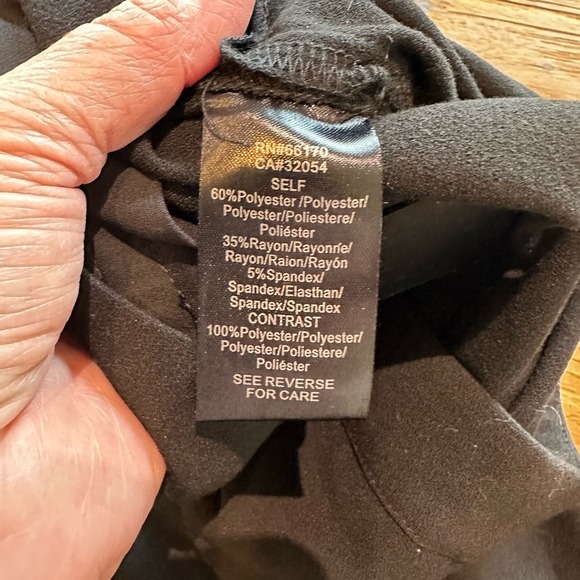 RN#66170
CA#32054
SELF
60%Polyester /Polyester/
Polyester/Poliestere/
Poliéster
35%Rayon/Rayonrïe/
Rayon/Raion/Rayón
5%Spandex/
Spandex/Elasthan/
Spandex/Spandex
CONTRAST
100%Polyester/Polyester/
Polyester/Poliestere/
Poliéster
SEE REVERSE
FOR CARE